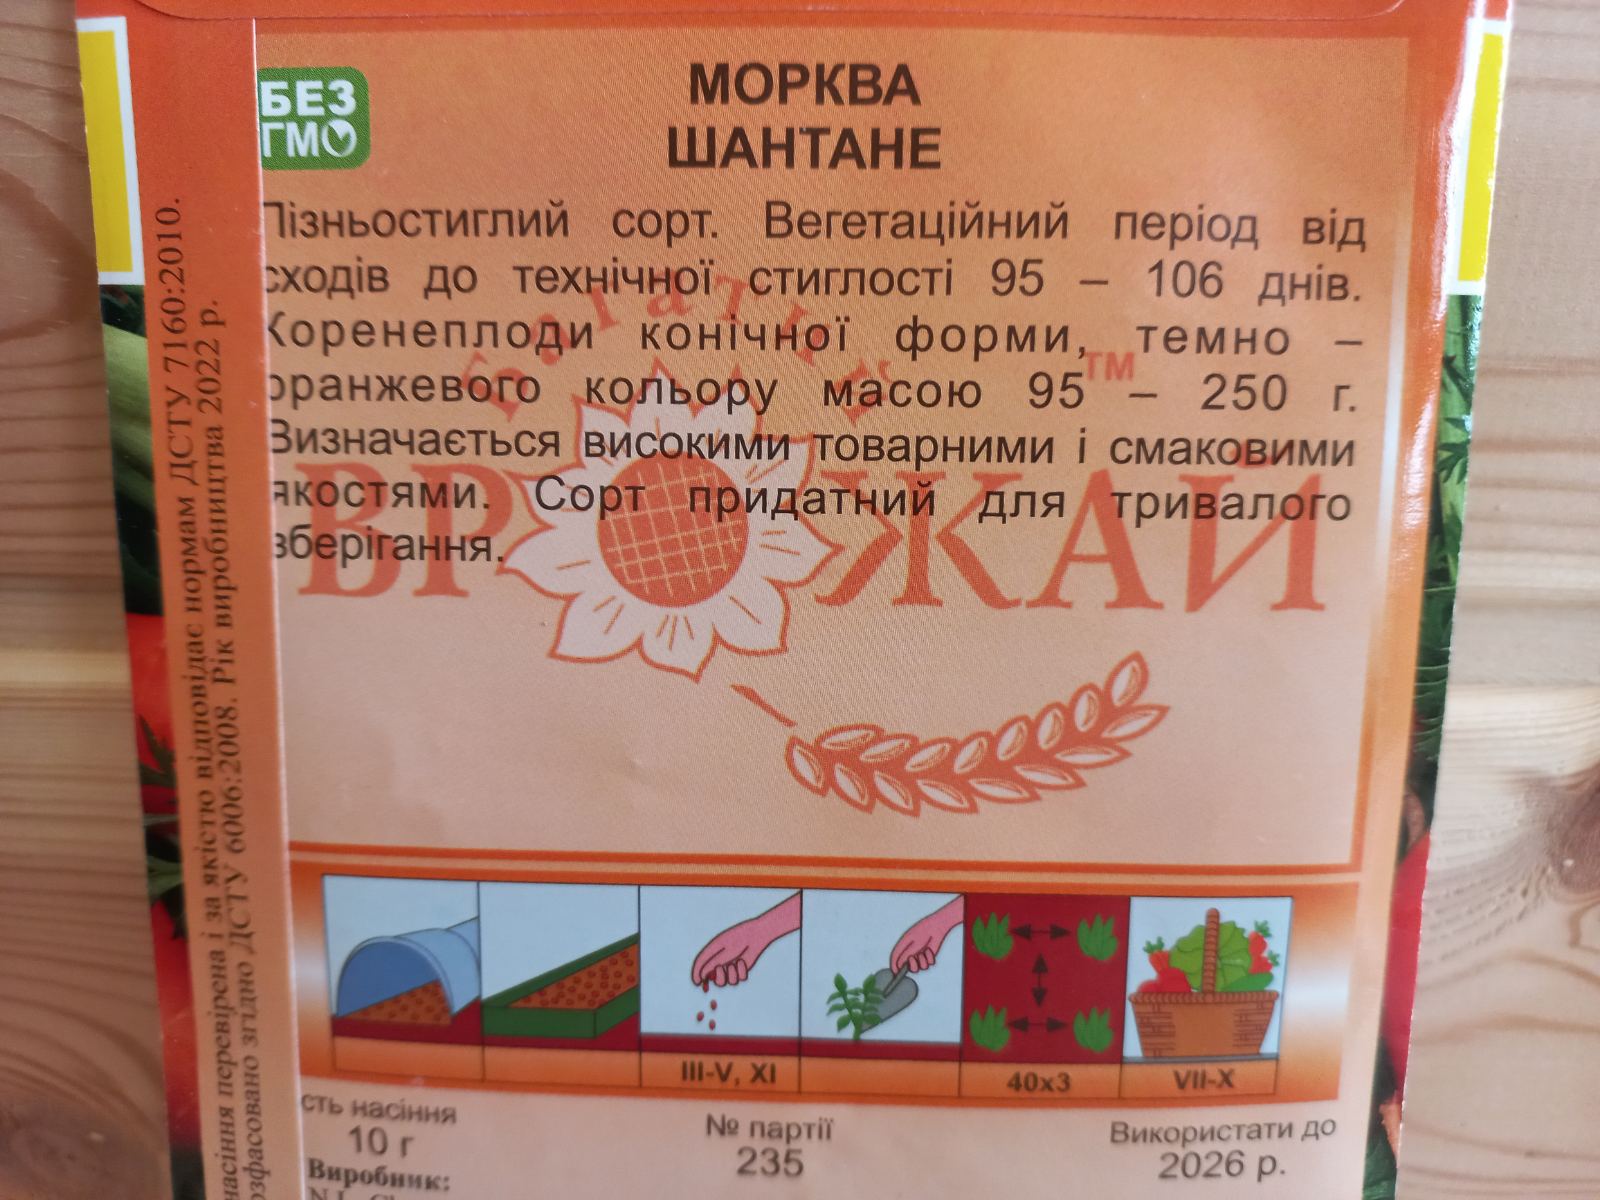 БЕЗ
ГМО
МОРКВА
ШАНТАНЕ
Пізньостиглий сорт. Вегетаційний період від
сходів до технічної стиглості 95 – 106 днів.
Коренеплоди конічної форми, темно –
оранжевого кольору масою 95 – 250 г.
Визначається високими товарними і смаковими
якостями. Сорт придатний для тривалого
зберігання.
Багатий
ТМ
ВРОЖАЙ
III-V, XI
40х3
VII-X
сть насіння
10 г
№ партії
235
Використати до
2026 р.
Виробник:
насіння перевірена і за якістю відповідає нормам ДСТУ 7160:2010.
озфасовано згідно ДСТУ 6006:2008. Рік виробництва 2022 р.